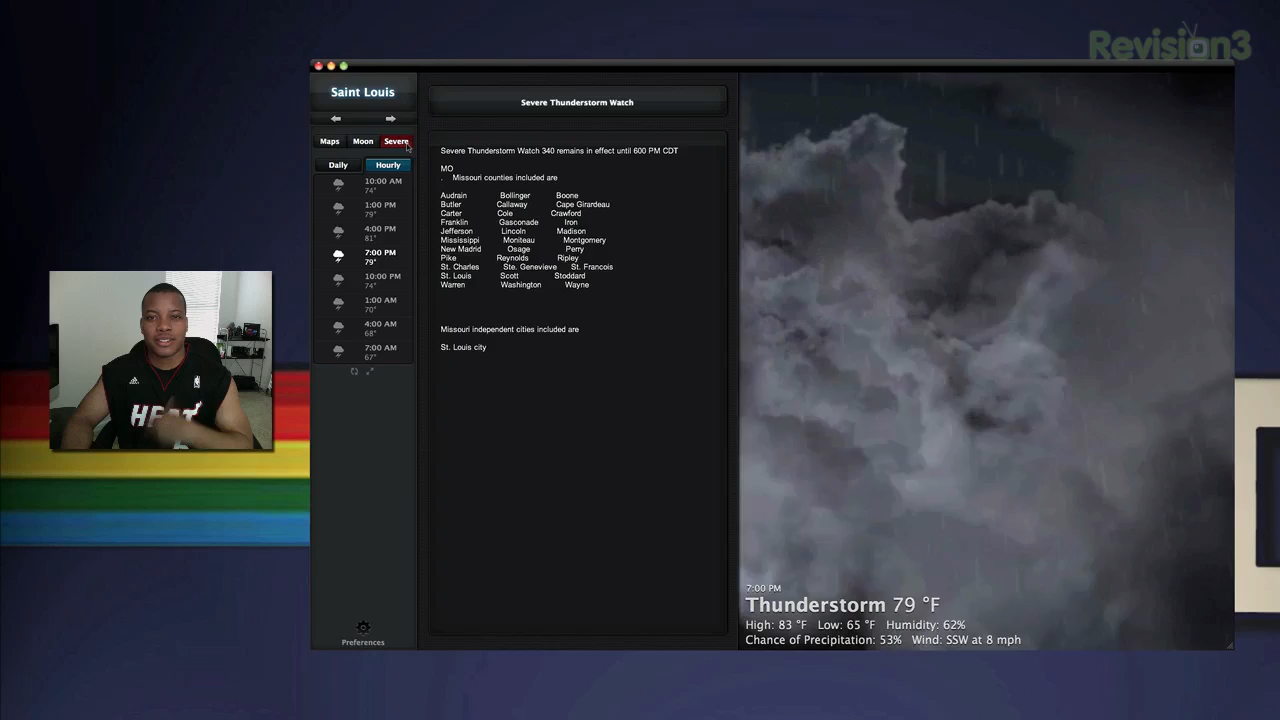 Revision3
Saint Louis
Maps Moon Severe
Daily Hourly
10:00 AM
74°
1:00 PM
79°
4:00 PM
81°
7:00 PM
79°
10:00 PM
74°
1:00 AM
70°
4:00 AM
68°
7:00 AM
67°
Preferences
Severe Thunderstorm Watch
Severe Thunderstorm Watch 340 remains in effect until 600 PM CDT
MO
. Missouri counties included are
Audrain Bollinger Boone
Butler Callaway Cape Girardeau
Carter Cole Crawford
Franklin Gasconade Iron
Jefferson Lincoln Madison
Mississippi Moniteau Montgomery
New Madrid Osage Perry
Pike Reynolds Ripley
St. Charles Ste. Genevieve St. Francois
St. Louis Scott Stoddard
Warren Washington Wayne
Missouri independent cities included are
St. Louis city
HEAT
7:00 PM
Thunderstorm 79 °F
High: 83 °F Low: 65 °F Humidity: 62%
Chance of Precipitation: 53% Wind: SSW at 8 mph